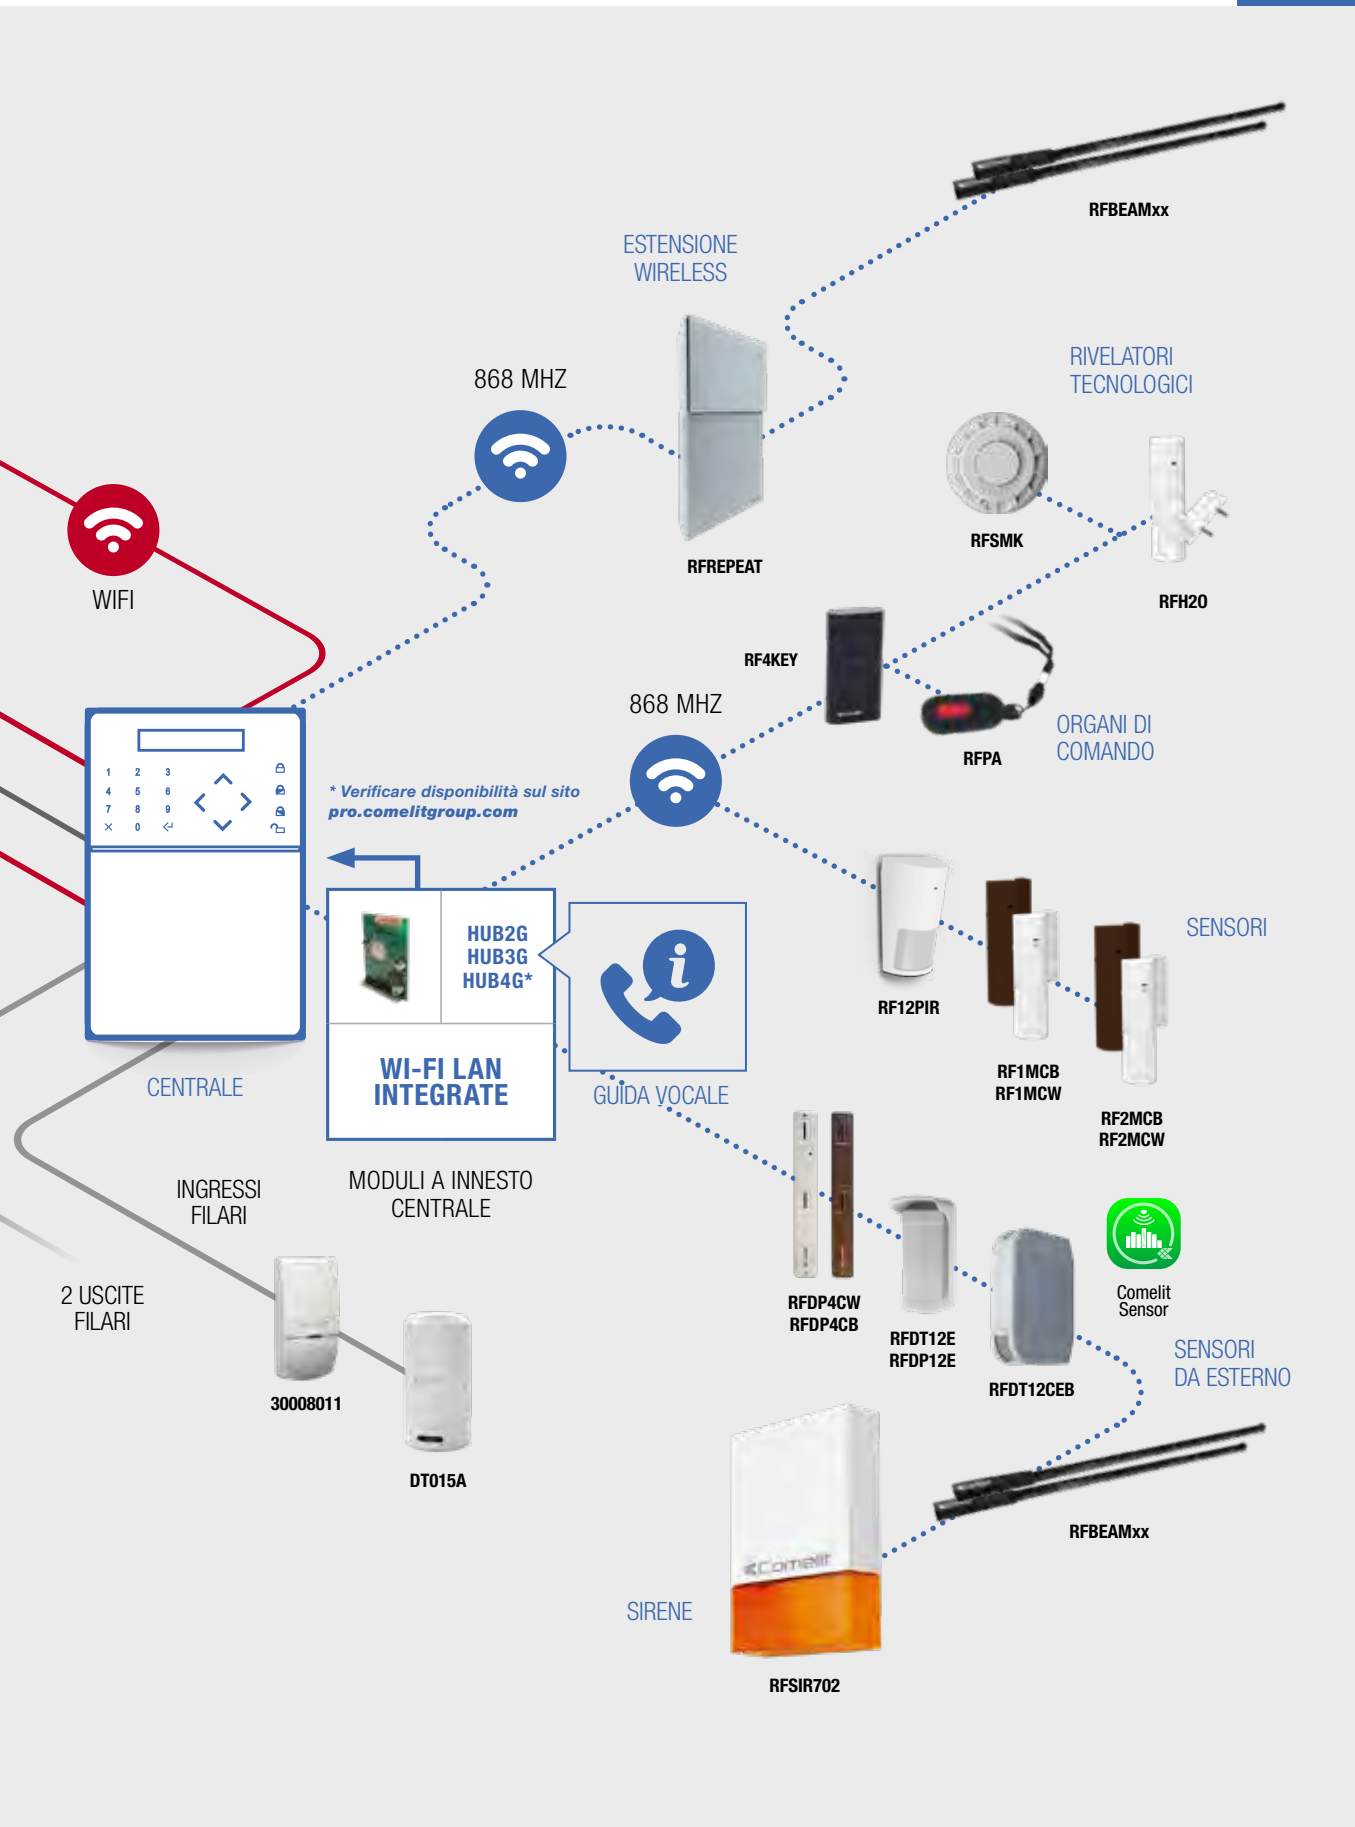 RFBEAMxx
ESTENSIONE
WIRELESS
RIVELATORI
TECNOLOGICI
868 MHZ
RFSMK
RFREPEAT
WIFI
RFH2O
RF4KEY
868 MHZ
RFPA
ORGANI DI
COMANDO
1 2 3
4 5 6
7 8 9
0
* Verificare disponibilità sul sito
pro.comelitgroup.com
HUB2G
HUB3G
HUB4G*
i
SENSORI
RF12PIR
WI-FI LAN
INTEGRATE
CENTRALE
GUIDA VOCALE
RF1MCB
RF1MCW
RF2MCB
RF2MCW
MODULI A INNESTO
CENTRALE
INGRESSI
FILARI
2 USCITE
FILARI
RFDP4CW
RFDP4CB
Comelit
Sensor
RFDT12E
RFDP12E
SENSORI
DA ESTERNO
RFDT12CEB
30008011
DT015A
RFBEAMxx
Comelit
SIRENE
RFSIR702